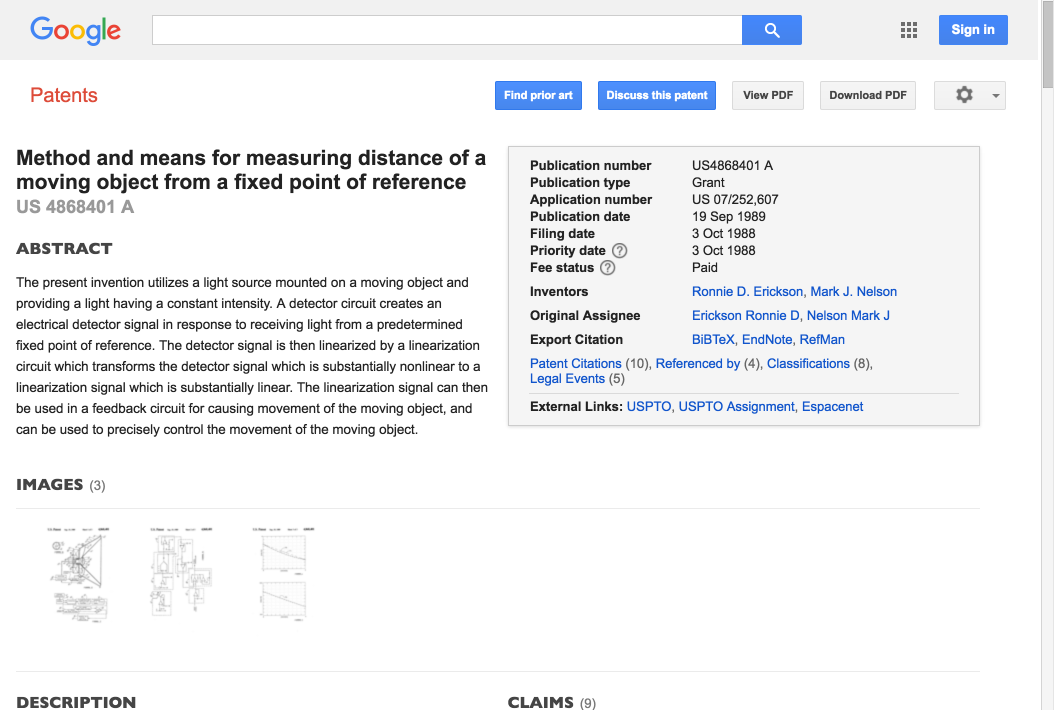 Google
Sign in
Patents
Find prior art
Discuss this patent
View PDF
Download PDF
Method and means for measuring distance of a
moving object from a fixed point of reference
US 4868401 A
ABSTRACT
The present invention utilizes a light source mounted on a moving object and
providing a light having a constant intensity. A detector circuit creates an
electrical detector signal in response to receiving light from a predetermined
fixed point of reference. The detector signal is then linearized by a linearization
circuit which transforms the detector signal which is substantially nonlinear to a
linearization signal which is substantially linear. The linearization signal can then
be used in a feedback circuit for causing movement of the moving object, and
can be used to precisely control the movement of the moving object.
Publication number US4868401 A
Publication type Grant
Application number US 07/252,607
Publication date 19 Sep 1989
Filing date 3 Oct 1988
Priority date ? 3 Oct 1988
Fee status ? Paid
Inventors Ronnie D. Erickson, Mark J. Nelson
Original Assignee Erickson Ronnie D, Nelson Mark J
Export Citation BiBTeX, EndNote, RefMan
Patent Citations (10), Referenced by (4), Classifications (8),
Legal Events (5)
External Links: USPTO, USPTO Assignment, Espacenet
IMAGES (3)
DESCRIPTION
CLAIMS (9)